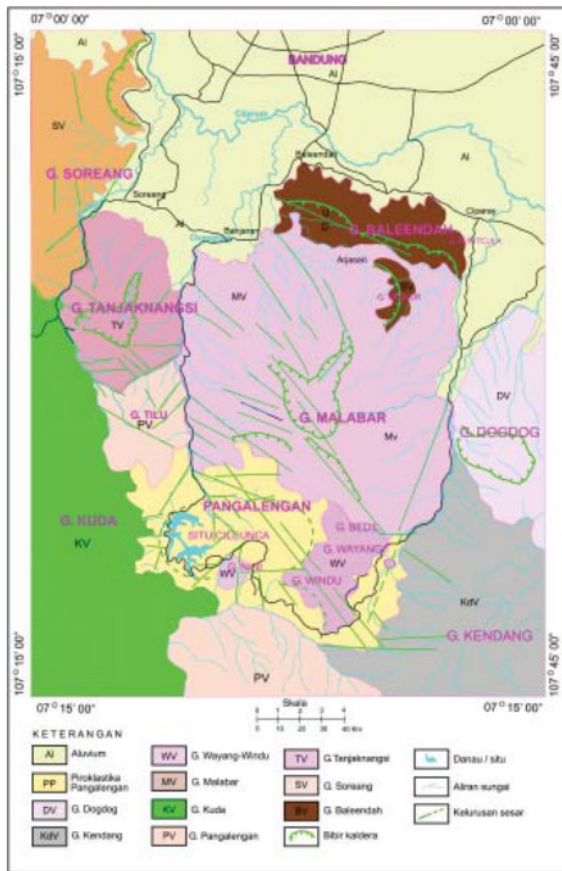 07° 00' 00"
07° 00' 00"
107° 15' 00"
107° 45' 00"
Al
BANDUNG
Al
SV
Citarum
Al
Baleendah
G. SOREANG
Soreang
Ciparay
Al
Banjaran
G. BALEENDAH
Arjasari
MV
G. TANJAKNANGSI
TV
DV
G. TILU
PV
G. MALABAR
Mv
G. DOGDOG
PANGALENGAN
G. KUDA
KV
SITU CILEUNCA
G. BEDIL
G. WAYANG
WV
WV
G. WINDU
KdV
G. KENDANG
PV
107° 15' 00"
107° 45' 00"
07° 15' 00"
07° 15' 00"
Skala
KETERANGAN
Al Aluvium
PP Piroklastika Pangalengan
DV G. Dogdog
KdV G. Kendang
WV G. Wayang-Windu
MV G. Malabar
KV G. Kuda
PV G. Pangalengan
TV G.Tanjaknangsi
SV G. Soreang
BV G. Baleendah
Bibir kaldera
Danau / situ
Aliran sungai
Kelurusan sesar